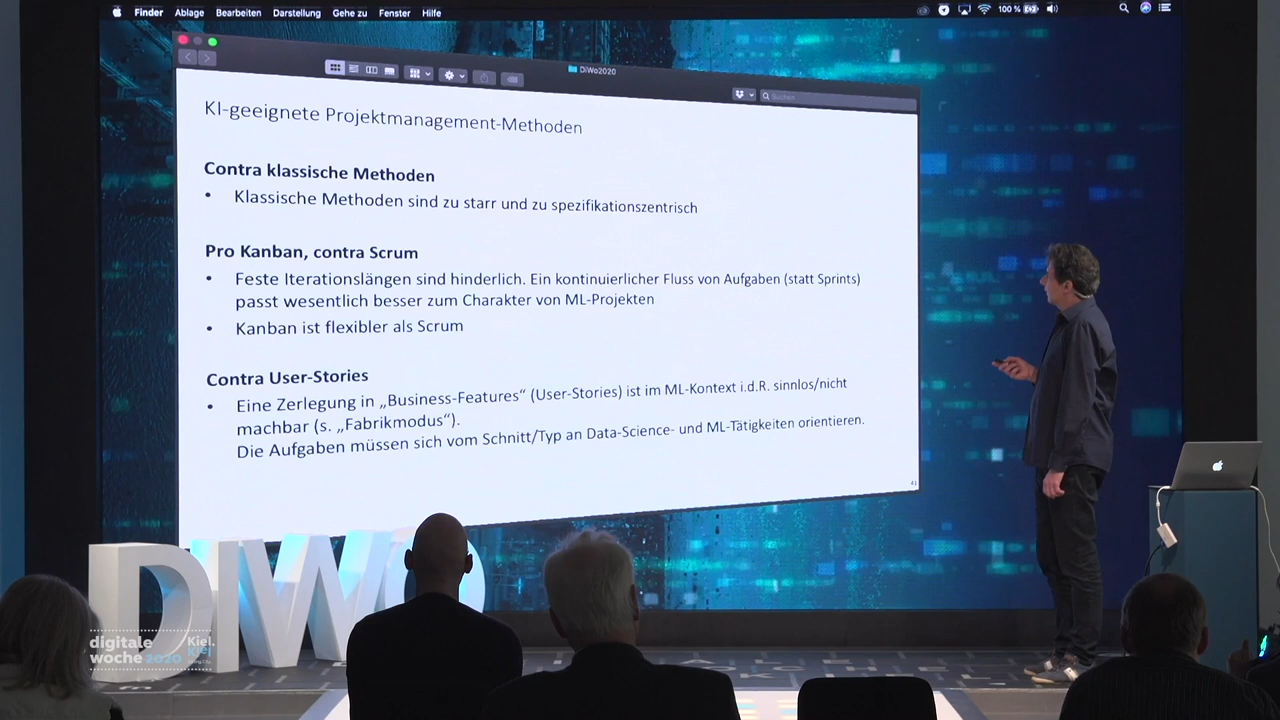 Finder Ablage Bearbeiten Darstellung Gehe zu Fenster Hilfe
100 %
DiWo2020
Suchen
KI-geeignete Projektmanagement-Methoden
Contra klassische Methoden
• Klassische Methoden sind zu starr und zu spezifikationszentrisch
Pro Kanban, contra Scrum
• Feste Iterationslängen sind hinderlich. Ein kontinuierlicher Fluss von Aufgaben (statt Sprints)
passt wesentlich besser zum Charakter von ML-Projekten
• Kanban ist flexibler als Scrum
Contra User-Stories
• Eine Zerlegung in „Business-Features“ (User-Stories) ist im ML-Kontext i.d.R. sinnlos/nicht
machbar (s. „Fabrikmodus“).
Die Aufgaben müssen sich vom Schnitt/Typ an Data-Science- und ML-Tätigkeiten orientieren.
41
DiWO
digitale
woche 2020
Kiel.